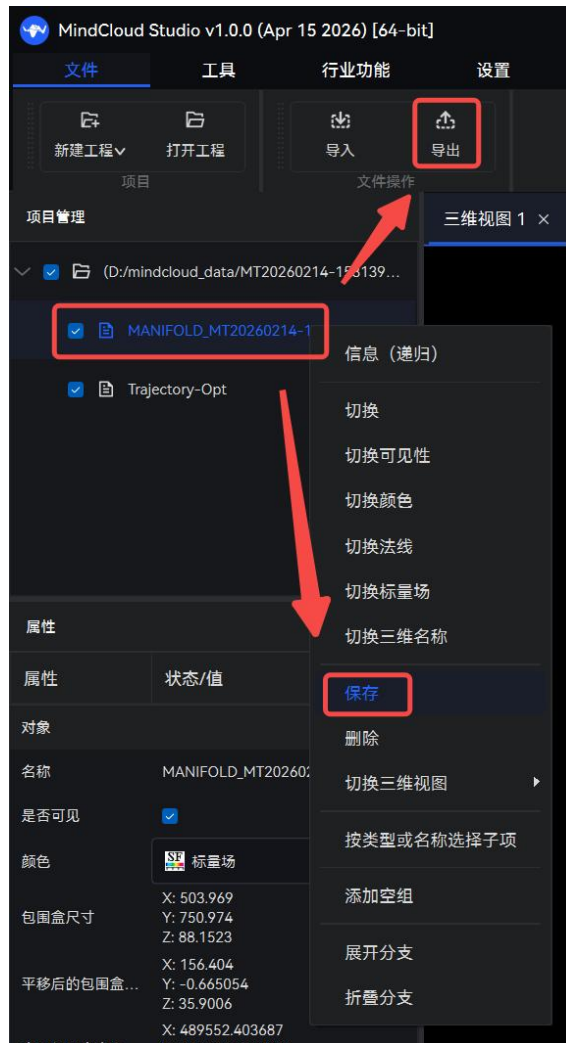 MindCloud Studio v1.0.0 (Apr 15 2026) [64-bit]
文件 工具 行业功能 设置
新建工程 打开工程 导入 导出
项目 文件操作
项目管理 三维视图 1 ×
(D:/mindcloud_data/MT20260214-153139...
MANIFOLD_MT20260214-1
Trajectory-Opt
信息（递归）
切换
切换可见性
切换颜色
切换法线
切换标量场
切换三维名称
保存
删除
切换三维视图
按类型或名称选择子项
添加空组
展开分支
折叠分支
属性
属性 状态/值
对象
名称 MANIFOLD_MT202602
是否可见
颜色 SF 标量场
包围盒尺寸 X: 503.969
Y: 750.974
Z: 88.1523
平移后的包围盒... X: 156.404
Y: -0.665054
Z: 35.9006
X: 489552.403687